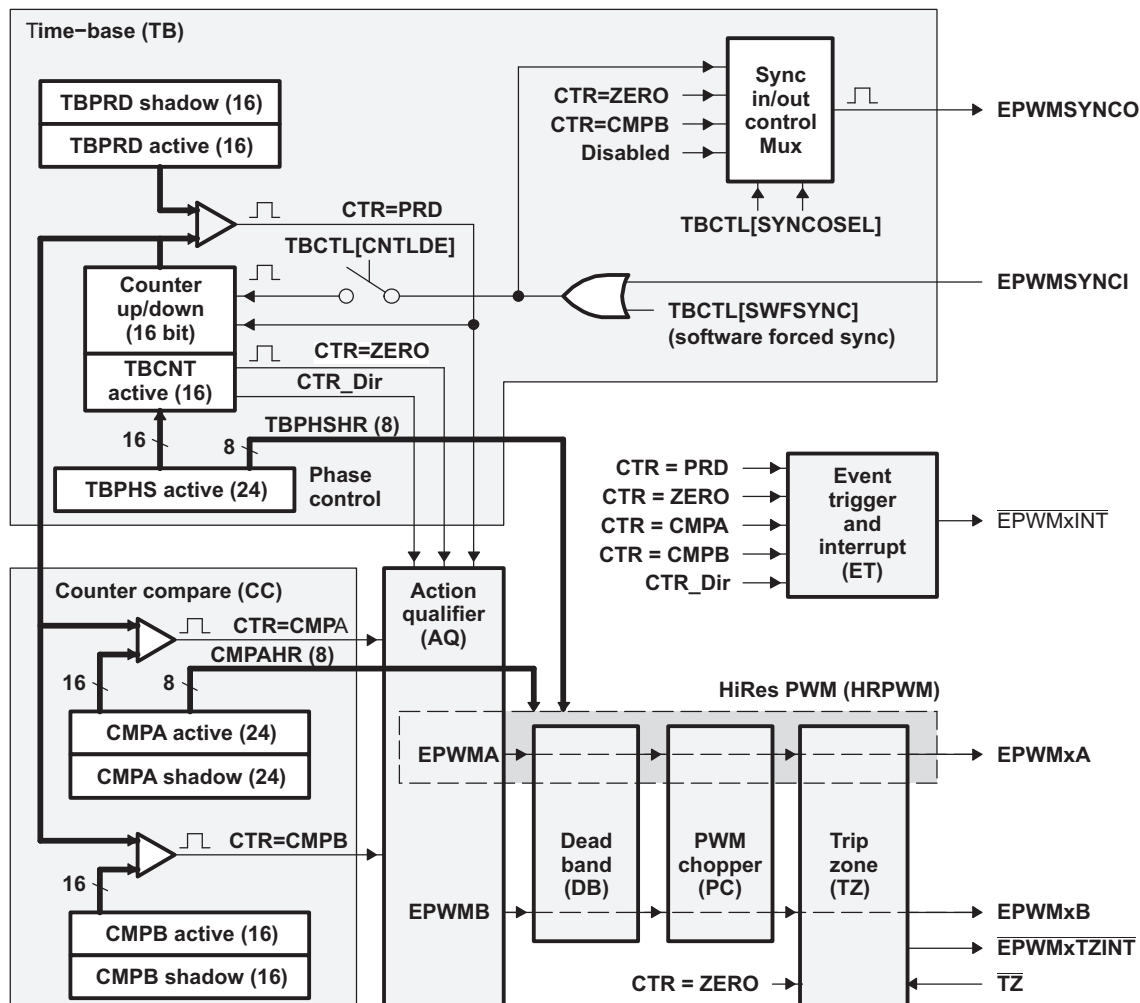 Time−base (TB)
TBPRD shadow (16)
TBPRD active (16)
CTR=ZERO
CTR=CMPB
Disabled
Sync
in/out
control
Mux
EPWMSYNCO
TBCTL[SYNCOSEL]
CTR=PRD
TBCTL[CNTLDE]
Counter
up/down
(16 bit)
TBCNT
active (16)
EPWMSYNCI
TBCTL[SWFSYNC]
(software forced sync)
CTR=ZERO
CTR_Dir
16
8
TBPHSHR (8)
TBPHS active (24)
Phase
control
CTR = PRD
CTR = ZERO
CTR = CMPA
CTR = CMPB
CTR_Dir
Event
trigger
and
interrupt
(ET)
EPWMxINT
Counter compare (CC)
CTR=CMPA
CMPAHR (8)
16
8
CMPA active (24)
CMPA shadow (24)
Action
qualifier
(AQ)
HiRes PWM (HRPWM)
EPWMA
EPWMxA
CTR=CMPB
16
CMPB active (16)
CMPB shadow (16)
Dead
band
(DB)
PWM
chopper
(PC)
Trip
zone
(TZ)
EPWMB
EPWMxB
EPWMxTZINT
CTR = ZERO
TZ